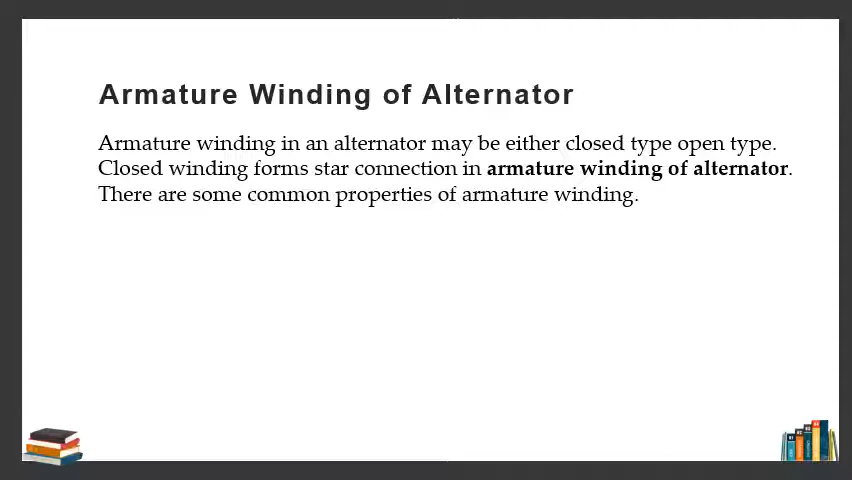 Armature Winding of Alternator
Armature winding in an alternator may be either closed type open type.
Closed winding forms star connection in armature winding of alternator.
There are some common properties of armature winding.